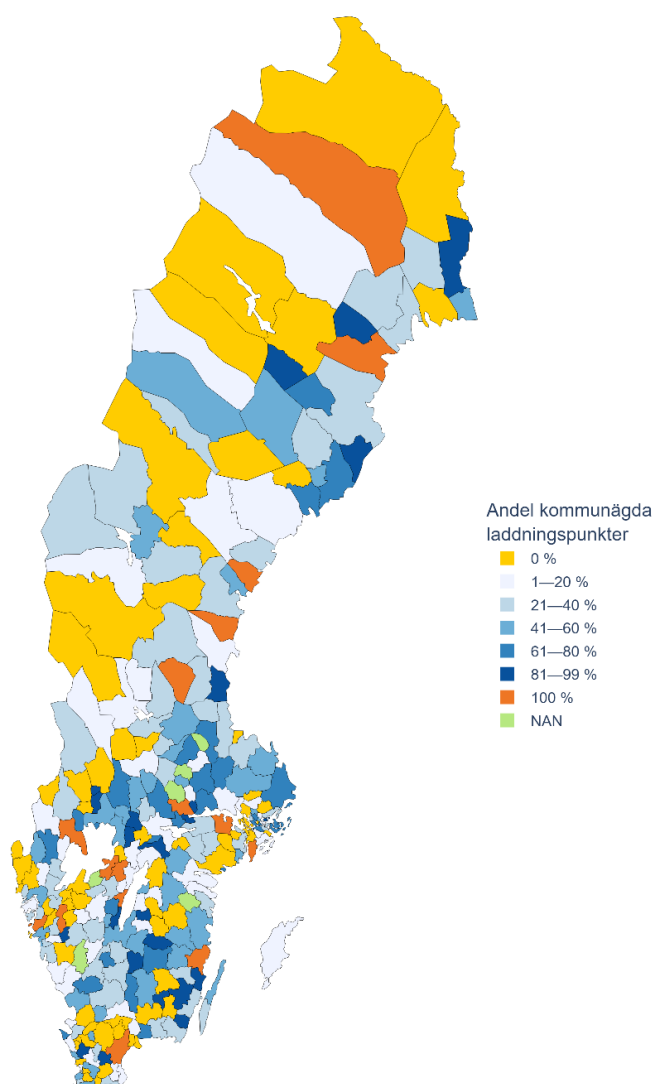 Andel kommunägda
laddningspunkter
0 %
1—20 %
21—40 %
41—60 %
61—80 %
81—99 %
100 %
NAN